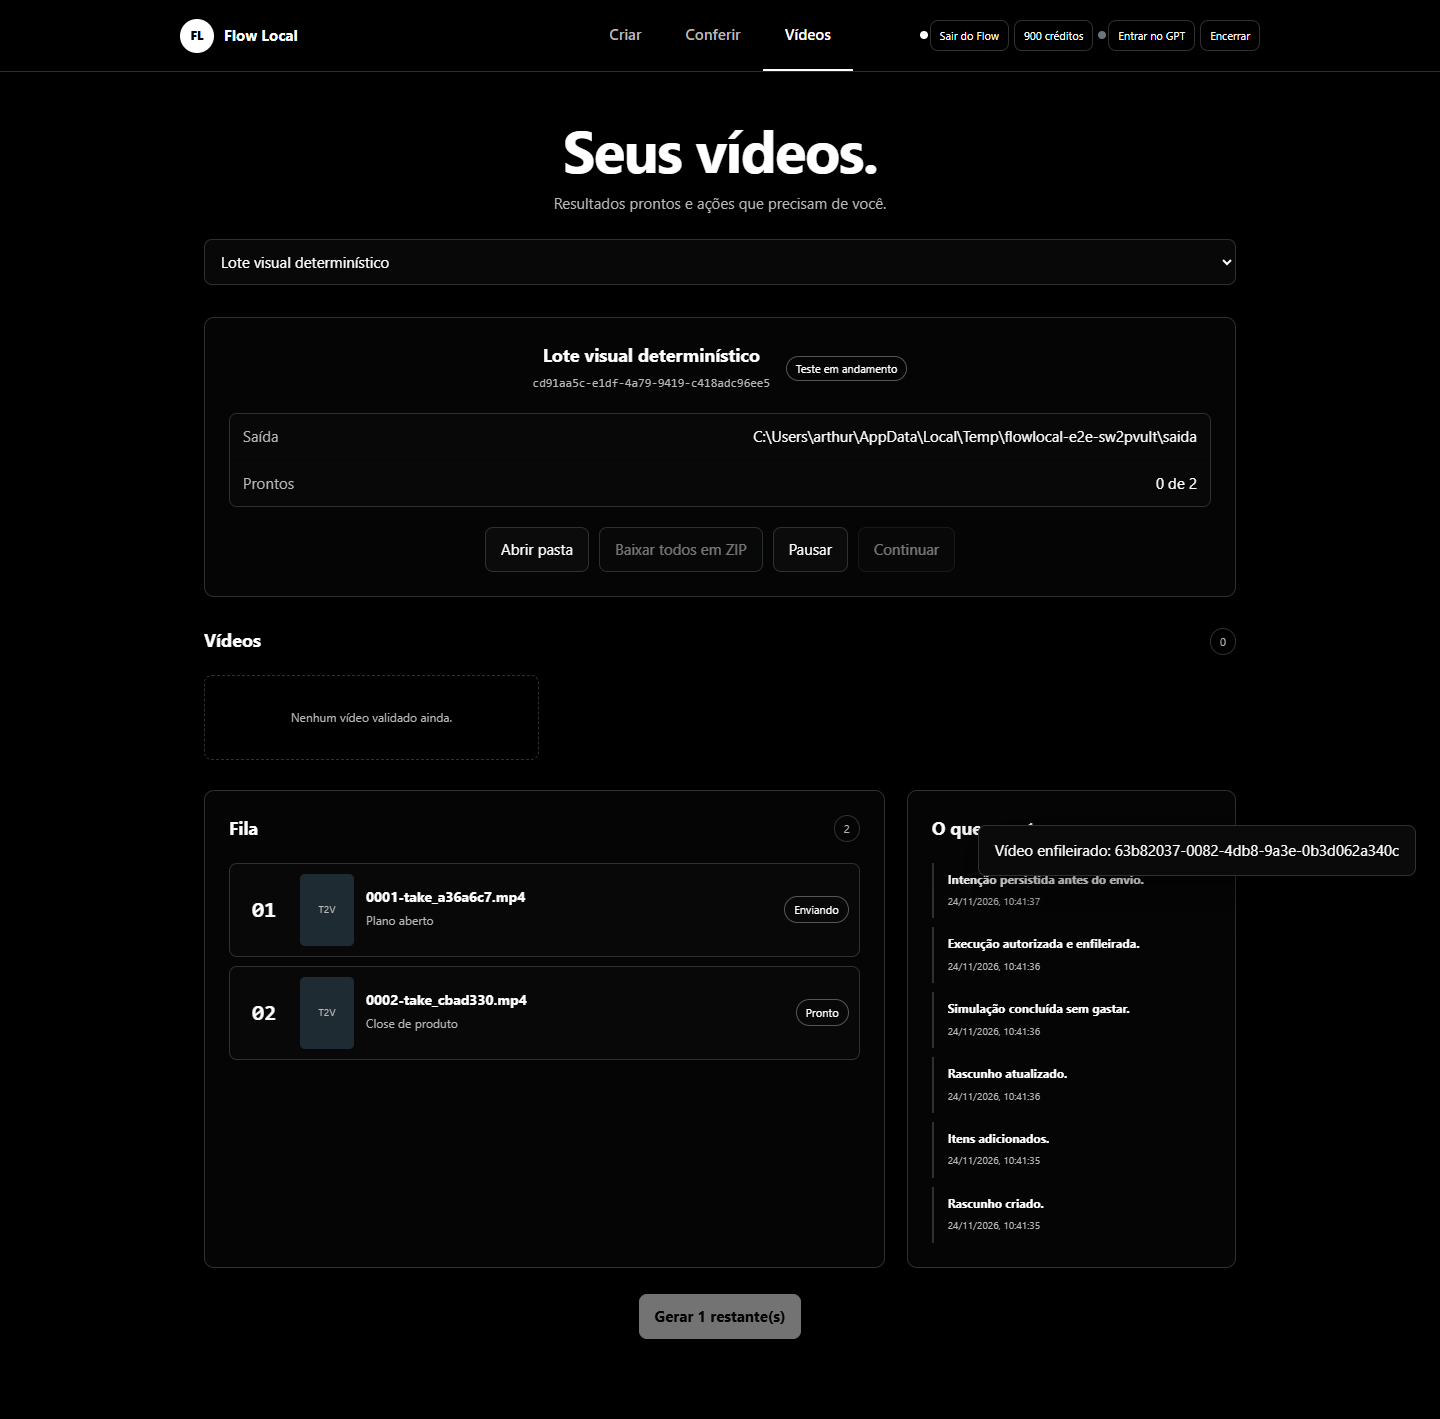 FL
Flow Local
Criar
Conferir
Vídeos
Sair do Flow
900 créditos
Entrar no GPT
Encerrar
Seus vídeos.
Resultados prontos e ações que precisam de você.
Lote visual determinístico
Lote visual determinístico
cd91aa5c-e1df-4a79-9419-c418adc96ee5
Teste em andamento
Saída
C:\Users\arthur\AppData\Local\Temp\flowlocal-e2e-sw2pvult\saida
Prontos
0 de 2
Abrir pasta
Baixar todos em ZIP
Pausar
Continuar
Vídeos
0
Nenhum vídeo validado ainda.
Fila
2
01
T2V
0001-take_a36a6c7.mp4
Plano aberto
Enviando
02
T2V
0002-take_cbad330.mp4
Close de produto
Pronto
O que
Vídeo enfileirado: 63b82037-0082-4db8-9a3e-0b3d062a340c
Intenção persistida antes do envio.
24/11/2026, 10:41:37
Execução autorizada e enfileirada.
24/11/2026, 10:41:36
Simulação concluída sem gastar.
24/11/2026, 10:41:36
Rascunho atualizado.
24/11/2026, 10:41:36
Itens adicionados.
24/11/2026, 10:41:35
Rascunho criado.
24/11/2026, 10:41:35
Gerar 1 restante(s)